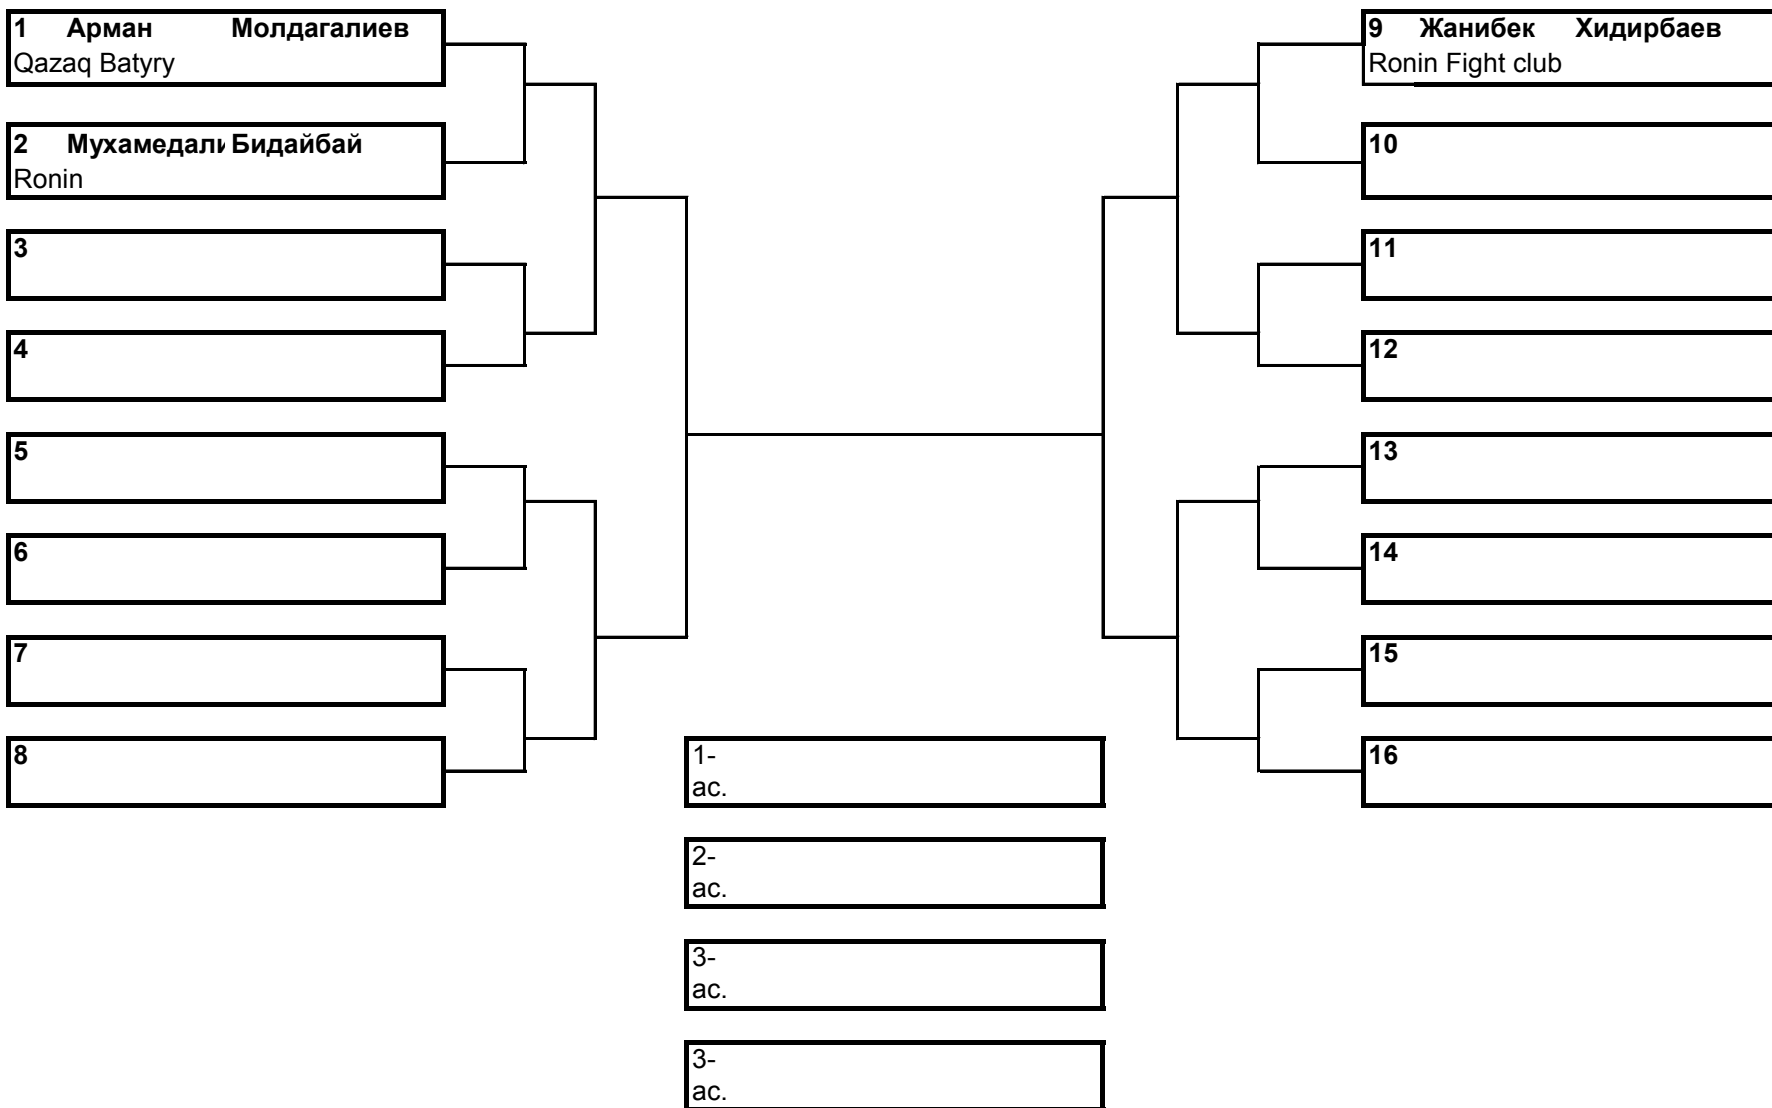 1 Арман Молдагалиев
Qazaq Batyry
2 Мухамедали Бидайбай
Ronin
3
4
5
6
7
8
9 Жанибек Хидирбаев
Ronin Fight club
10
11
12
13
14
15
16
1-
ас.
2-
ас.
3-
ас.
3-
ас.